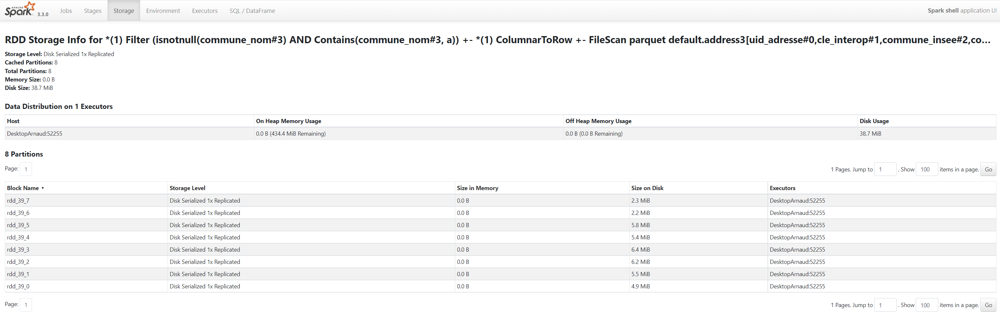 APACHE Spark 3.3.0 Jobs Stages Storage Environment Executors SQL / DataFrame Spark shell application UI
RDD Storage Info for *(1) Filter (isnotnull(commune_nom#3) AND Contains(commune_nom#3, a)) +- *(1) ColumnarToRow +- FileScan parquet default.address3[uid_adresse#0,cle_interop#1,commune_insee#2,co...
Storage Level: Disk Serialized 1x Replicated
Cached Partitions: 8
Total Partitions: 8
Memory Size: 0.0 B
Disk Size: 38.7 MiB
Data Distribution on 1 Executors
Host On Heap Memory Usage Off Heap Memory Usage Disk Usage
DesktopArnaud:52255 0.0 B (434.4 MiB Remaining) 0.0 B (0.0 B Remaining) 38.7 MiB
8 Partitions
Page: 1 1 Pages. Jump to 1 . Show 100 items in a page. Go
Block Name ▾ Storage Level Size in Memory Size on Disk Executors
rdd_39_7 Disk Serialized 1x Replicated 0.0 B 2.3 MiB DesktopArnaud:52255
rdd_39_6 Disk Serialized 1x Replicated 0.0 B 2.2 MiB DesktopArnaud:52255
rdd_39_5 Disk Serialized 1x Replicated 0.0 B 5.8 MiB DesktopArnaud:52255
rdd_39_4 Disk Serialized 1x Replicated 0.0 B 5.4 MiB DesktopArnaud:52255
rdd_39_3 Disk Serialized 1x Replicated 0.0 B 6.4 MiB DesktopArnaud:52255
rdd_39_2 Disk Serialized 1x Replicated 0.0 B 6.2 MiB DesktopArnaud:52255
rdd_39_1 Disk Serialized 1x Replicated 0.0 B 5.5 MiB DesktopArnaud:52255
rdd_39_0 Disk Serialized 1x Replicated 0.0 B 4.9 MiB DesktopArnaud:52255
Page: 1 1 Pages. Jump to 1 . Show 100 items in a page. Go